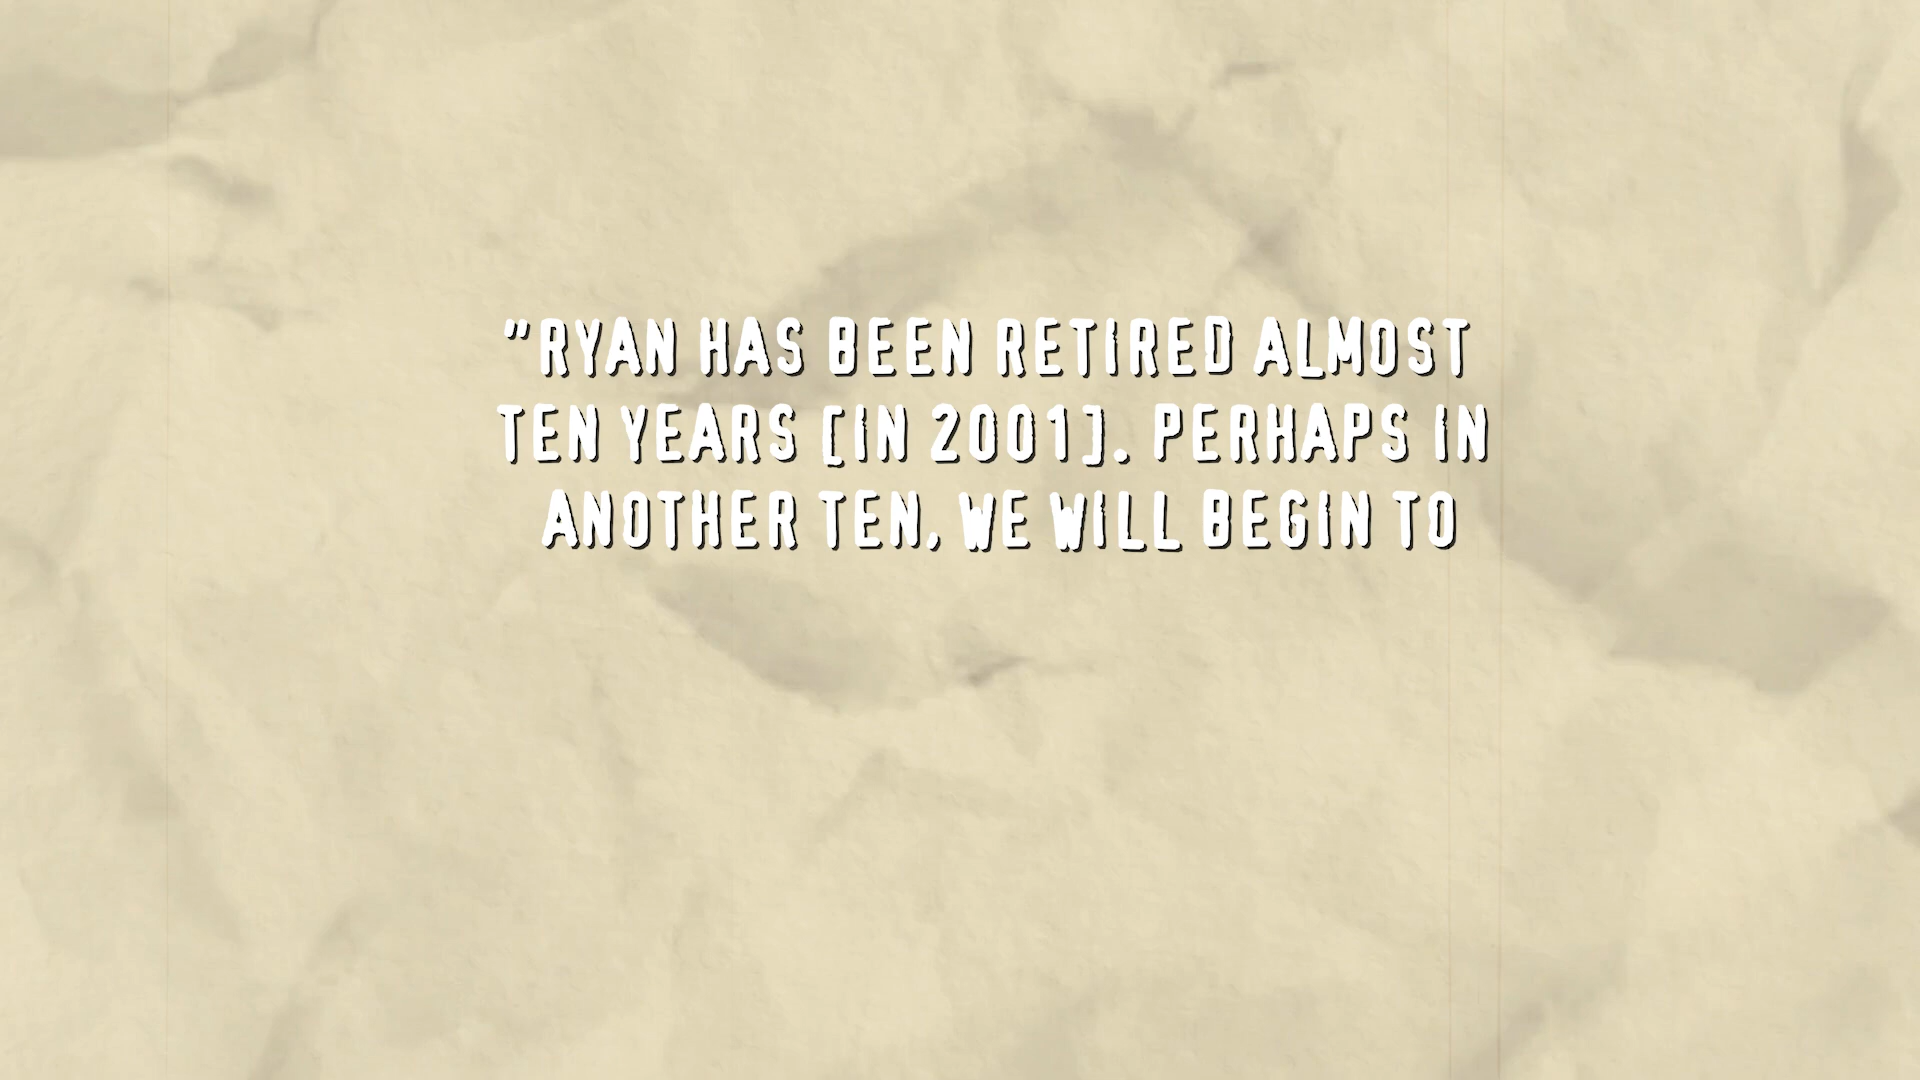 "RYAN HAS BEEN RETIRED ALMOST
TEN YEARS [IN 2001]. PERHAPS IN
ANOTHER TEN, WE WILL BEGIN TO